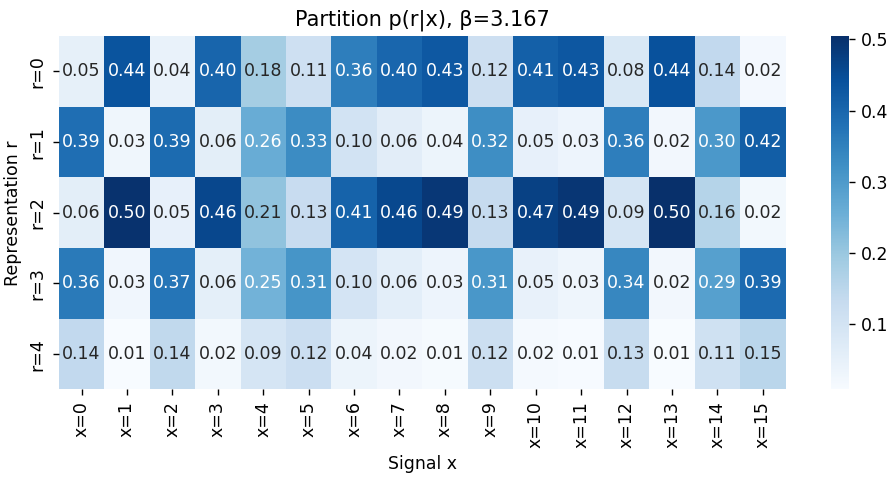 Partition p(r|x), β=3.167
r=0 0.05 0.44 0.04 0.40 0.18 0.11 0.36 0.40 0.43 0.12 0.41 0.43 0.08 0.44 0.14 0.02
r=1 0.39 0.03 0.39 0.06 0.26 0.33 0.10 0.06 0.04 0.32 0.05 0.03 0.36 0.02 0.30 0.42
r=2 0.06 0.50 0.05 0.46 0.21 0.13 0.41 0.46 0.49 0.13 0.47 0.49 0.09 0.50 0.16 0.02
r=3 0.36 0.03 0.37 0.06 0.25 0.31 0.10 0.06 0.03 0.31 0.05 0.03 0.34 0.02 0.29 0.39
r=4 0.14 0.01 0.14 0.02 0.09 0.12 0.04 0.02 0.01 0.12 0.02 0.01 0.13 0.01 0.11 0.15
x=0 x=1 x=2 x=3 x=4 x=5 x=6 x=7 x=8 x=9 x=10 x=11 x=12 x=13 x=14 x=15
Signal x
Representation r
0.5
0.4
0.3
0.2
0.1